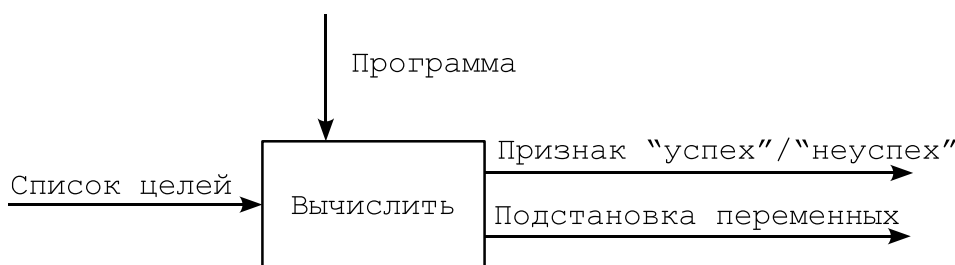 Программа
Признак “успех”/“неуспех”
Список целей
Вычислить
Подстановка переменных